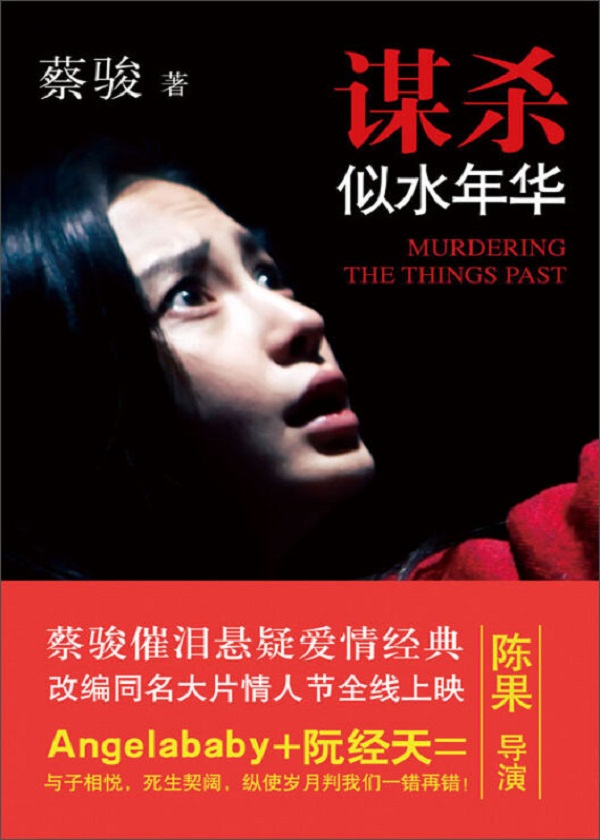 蔡骏 著
谋杀
似水年华
MURDERING
THE THINGS PAST
蔡骏催泪悬疑爱情经典
改编同名大片情人节全线上映
Angelababy+阮经天=
与子相悦，死生契阔，纵使岁月判我们一错再错！
陈果 导演